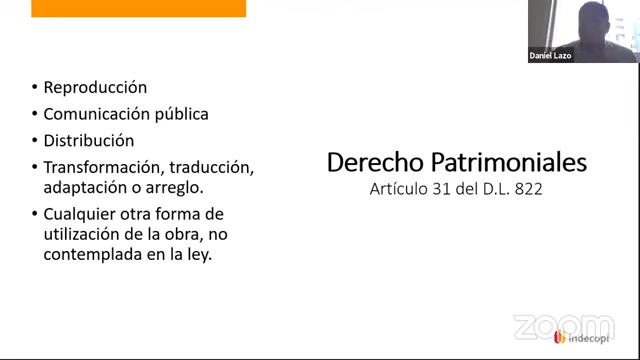 Daniel Lazo
• Reproducción
• Comunicación pública
• Distribución
• Transformación, traducción,
adaptación o arreglo.
• Cualquier otra forma de
utilización de la obra, no
contemplada en la ley.
Derecho Patrimoniales
Artículo 31 del D.L. 822
zoom
indecopi